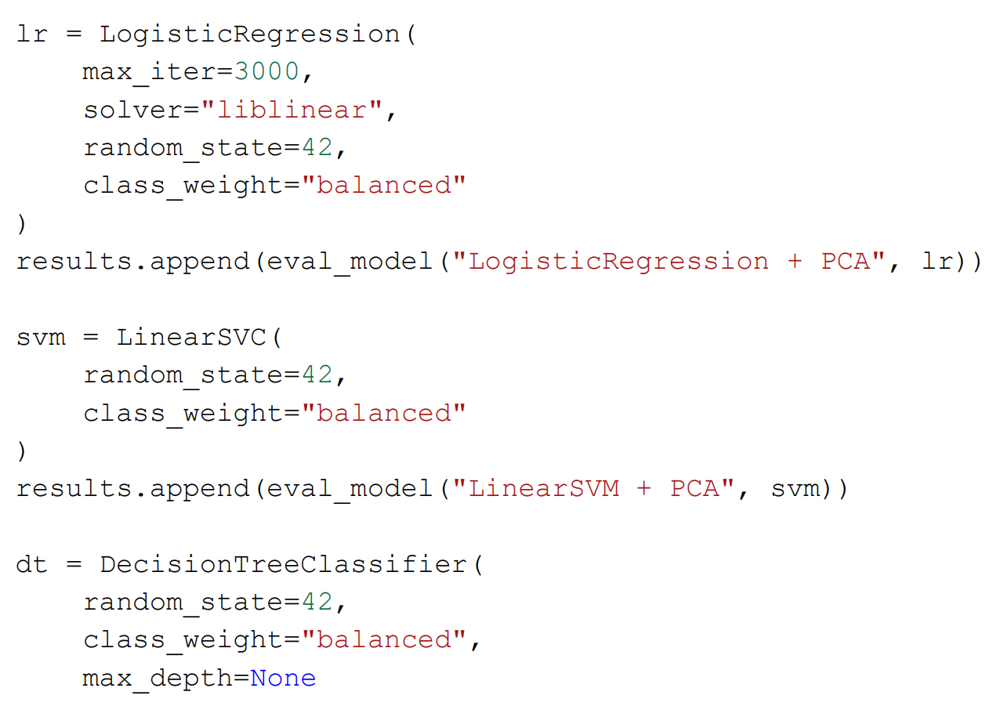 lr = LogisticRegression(
    max_iter=3000,
    solver="liblinear",
    random_state=42,
    class_weight="balanced"
)
results.append(eval_model("LogisticRegression + PCA", lr))

svm = LinearSVC(
    random_state=42,
    class_weight="balanced"
)
results.append(eval_model("LinearSVM + PCA", svm))

dt = DecisionTreeClassifier(
    random_state=42,
    class_weight="balanced",
    max_depth=None